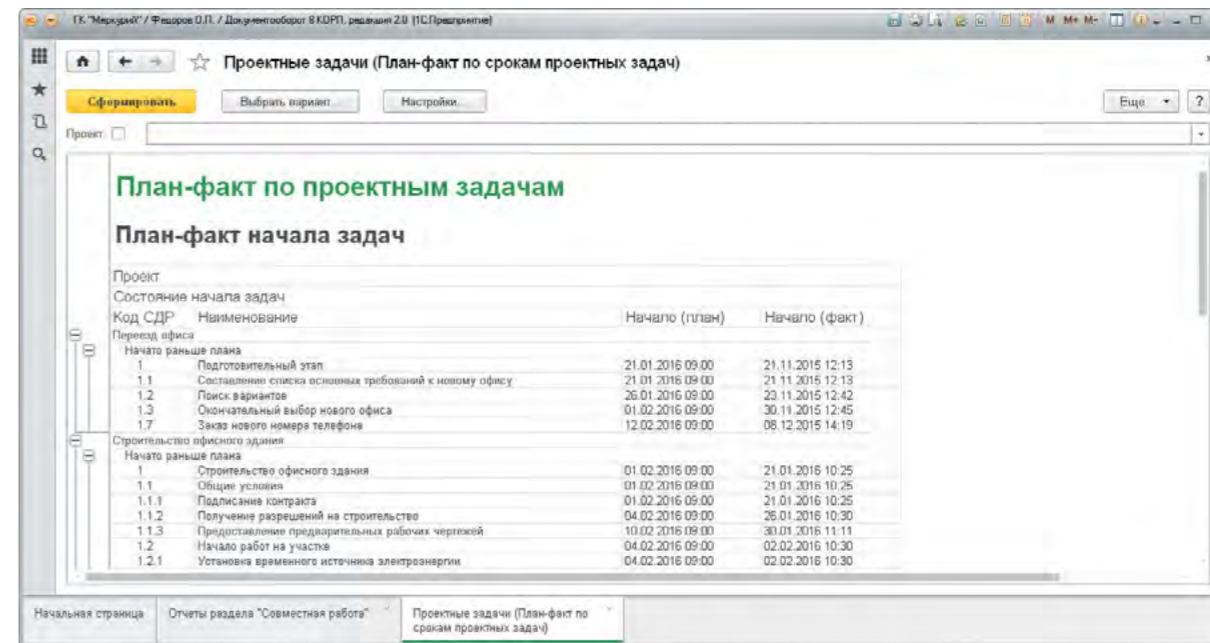 ГК "Меркурий" / Федоров О.П. / Документооборот 8 КОРП, редакция 2.0 (1С:Предприятие)
M M+ M-
Проектные задачи (План-факт по срокам проектных задач)
Сформировать Выбрать вариант... Настройки... Еще ?
Проект:
План-факт по проектным задачам
План-факт начала задач
Проект
Состояние начала задач
Код СДР Наименование Начало (план) Начало (факт)
Переезд офиса
Начато раньше плана
1 Подготовительный этап 21.01.2016 09:00 21.11.2015 12:13
1.1 Составление списка основных требований к новому офису 21.01.2016 09:00 21.11.2015 12:13
1.2 Поиск вариантов 26.01.2016 09:00 23.11.2015 12:42
1.3 Окончательный выбор нового офиса 01.02.2016 09:00 30.11.2015 12:45
1.7 Заказ нового номера телефона 12.02.2016 09:00 08.12.2015 14:19
Строительство офисного здания
Начато раньше плана
1 Строительство офисного здания 01.02.2016 09:00 21.01.2016 10:25
1.1 Общие условия 01.02.2016 09:00 21.01.2016 10:25
1.1.1 Подписание контракта 01.02.2016 09:00 21.01.2016 10:25
1.1.2 Получение разрешений на строительство 04.02.2016 09:00 26.01.2016 10:30
1.1.3 Предоставление предварительных рабочих чертежей 10.02.2016 09:00 30.01.2016 11:11
1.2 Начало работ на участке 04.02.2016 09:00 02.02.2016 10:30
1.2.1 Установка временного источника электроэнергии 04.02.2016 09:00 02.02.2016 10:30
Начальная страница Отчеты раздела "Совместная работа" Проектные задачи (План-факт по
срокам проектных задач)